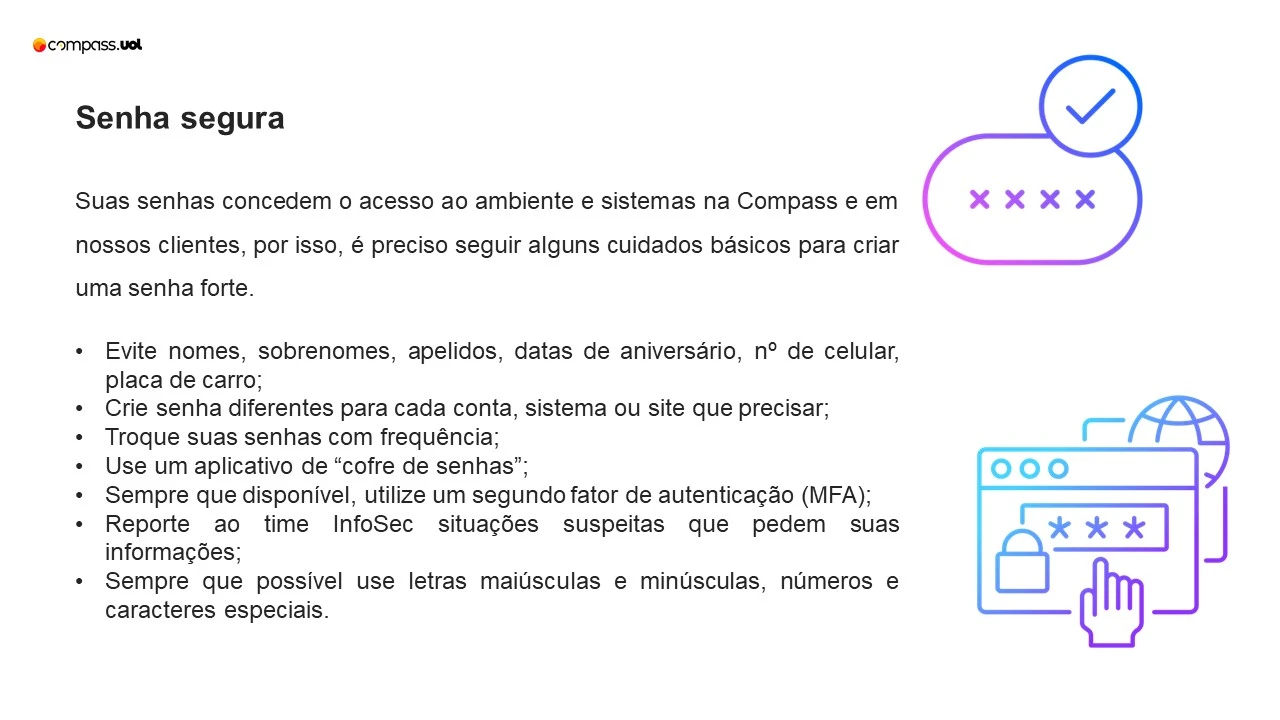 compass.uol
Senha segura
Suas senhas concedem o acesso ao ambiente e sistemas na Compass e em
nossos clientes, por isso, é preciso seguir alguns cuidados básicos para criar
uma senha forte.
• Evite nomes, sobrenomes, apelidos, datas de aniversário, nº de celular,
placa de carro;
• Crie senha diferentes para cada conta, sistema ou site que precisar;
• Troque suas senhas com frequência;
• Use um aplicativo de “cofre de senhas”;
• Sempre que disponível, utilize um segundo fator de autenticação (MFA);
• Reporte ao time InfoSec situações suspeitas que pedem suas
informações;
• Sempre que possível use letras maiúsculas e minúsculas, números e
caracteres especiais.